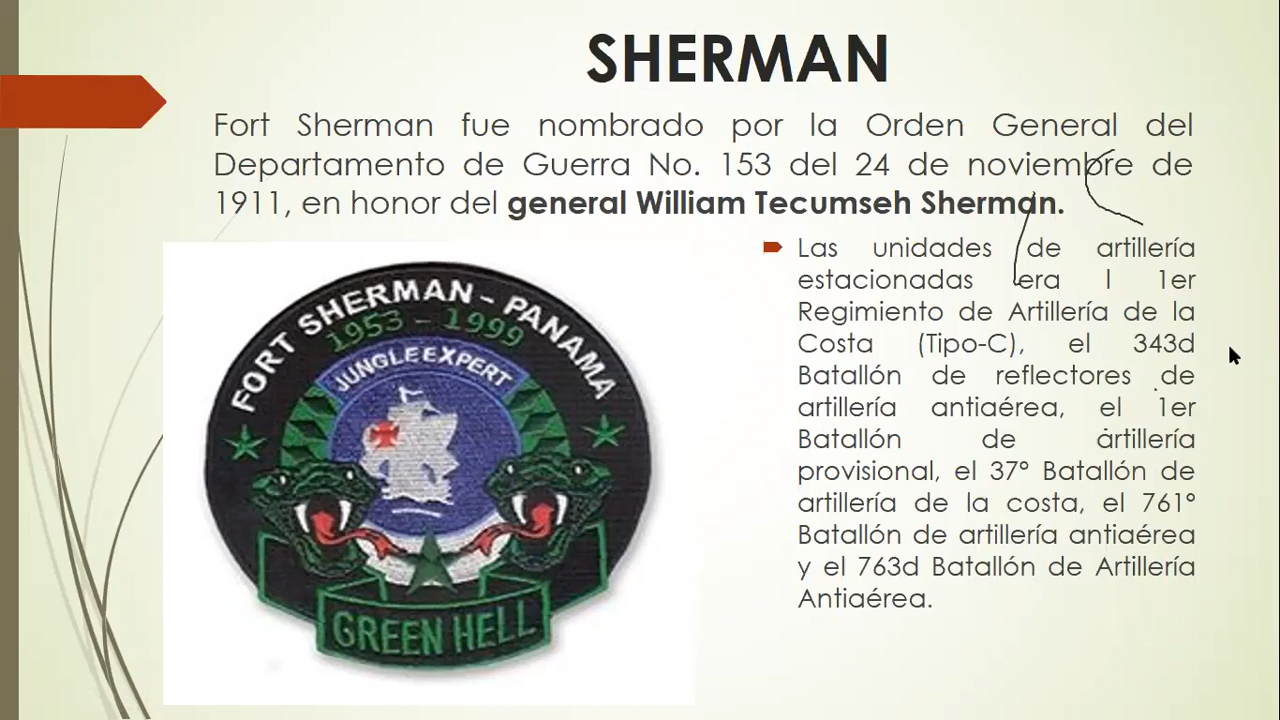 SHERMAN
Fort Sherman fue nombrado por la Orden General del
Departamento de Guerra No. 153 del 24 de noviembre de
1911, en honor del general William Tecumseh Sherman.
FORT SHERMAN - PANAMA
1953 - 1999
JUNGLE EXPERT
GREEN HELL
Las unidades de artillería
estacionadas era l 1er
Regimiento de Artillería de la
Costa (Tipo-C), el 343d
Batallón de reflectores de
artillería antiaérea, el 1er
Batallón de artillería
provisional, el 37° Batallón de
artillería de la costa, el 761°
Batallón de artillería antiaérea
y el 763d Batallón de Artillería
Antiaérea.